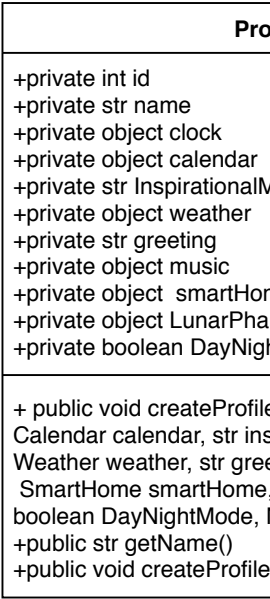 Pro
+private int id
+private str name
+private object clock
+private object calendar
+private str InspirationalM
+private object weather
+private str greeting
+private object music
+private object  smartHom
+private object LunarPha
+private boolean DayNigh
+ public void createProfile
Calendar calendar, str ins
Weather weather, str gree
SmartHome smartHome,
boolean DayNightMode, 
+public str getName()
+public void createProfile